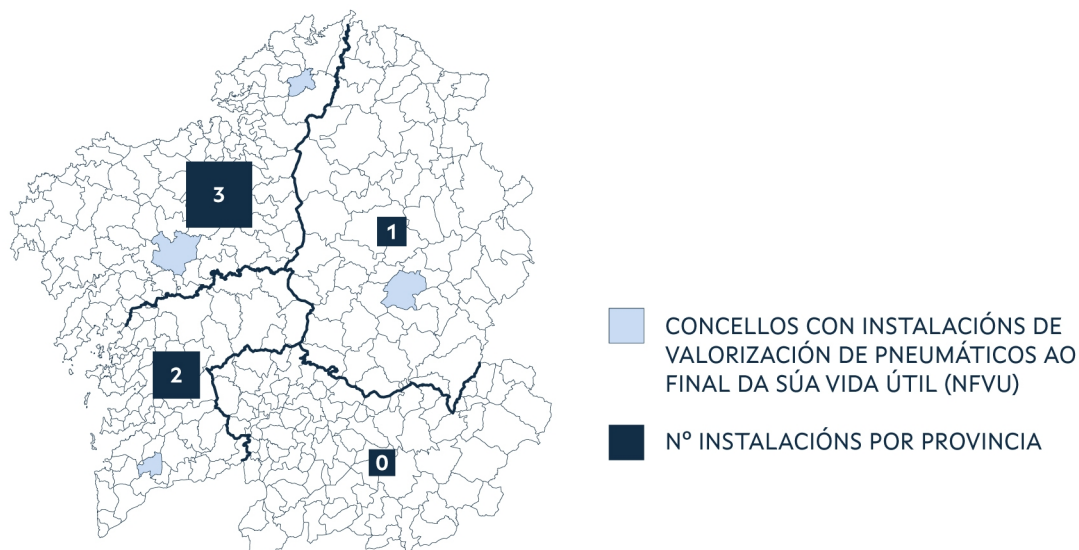 3
1
2
0
CONCELLOS CON INSTALACIÓNS DE
VALORIZACIÓN DE PNEUMÁTICOS AO
FINAL DA SÚA VIDA ÚTIL (NFVU)
Nº INSTALACIÓNS POR PROVINCIA